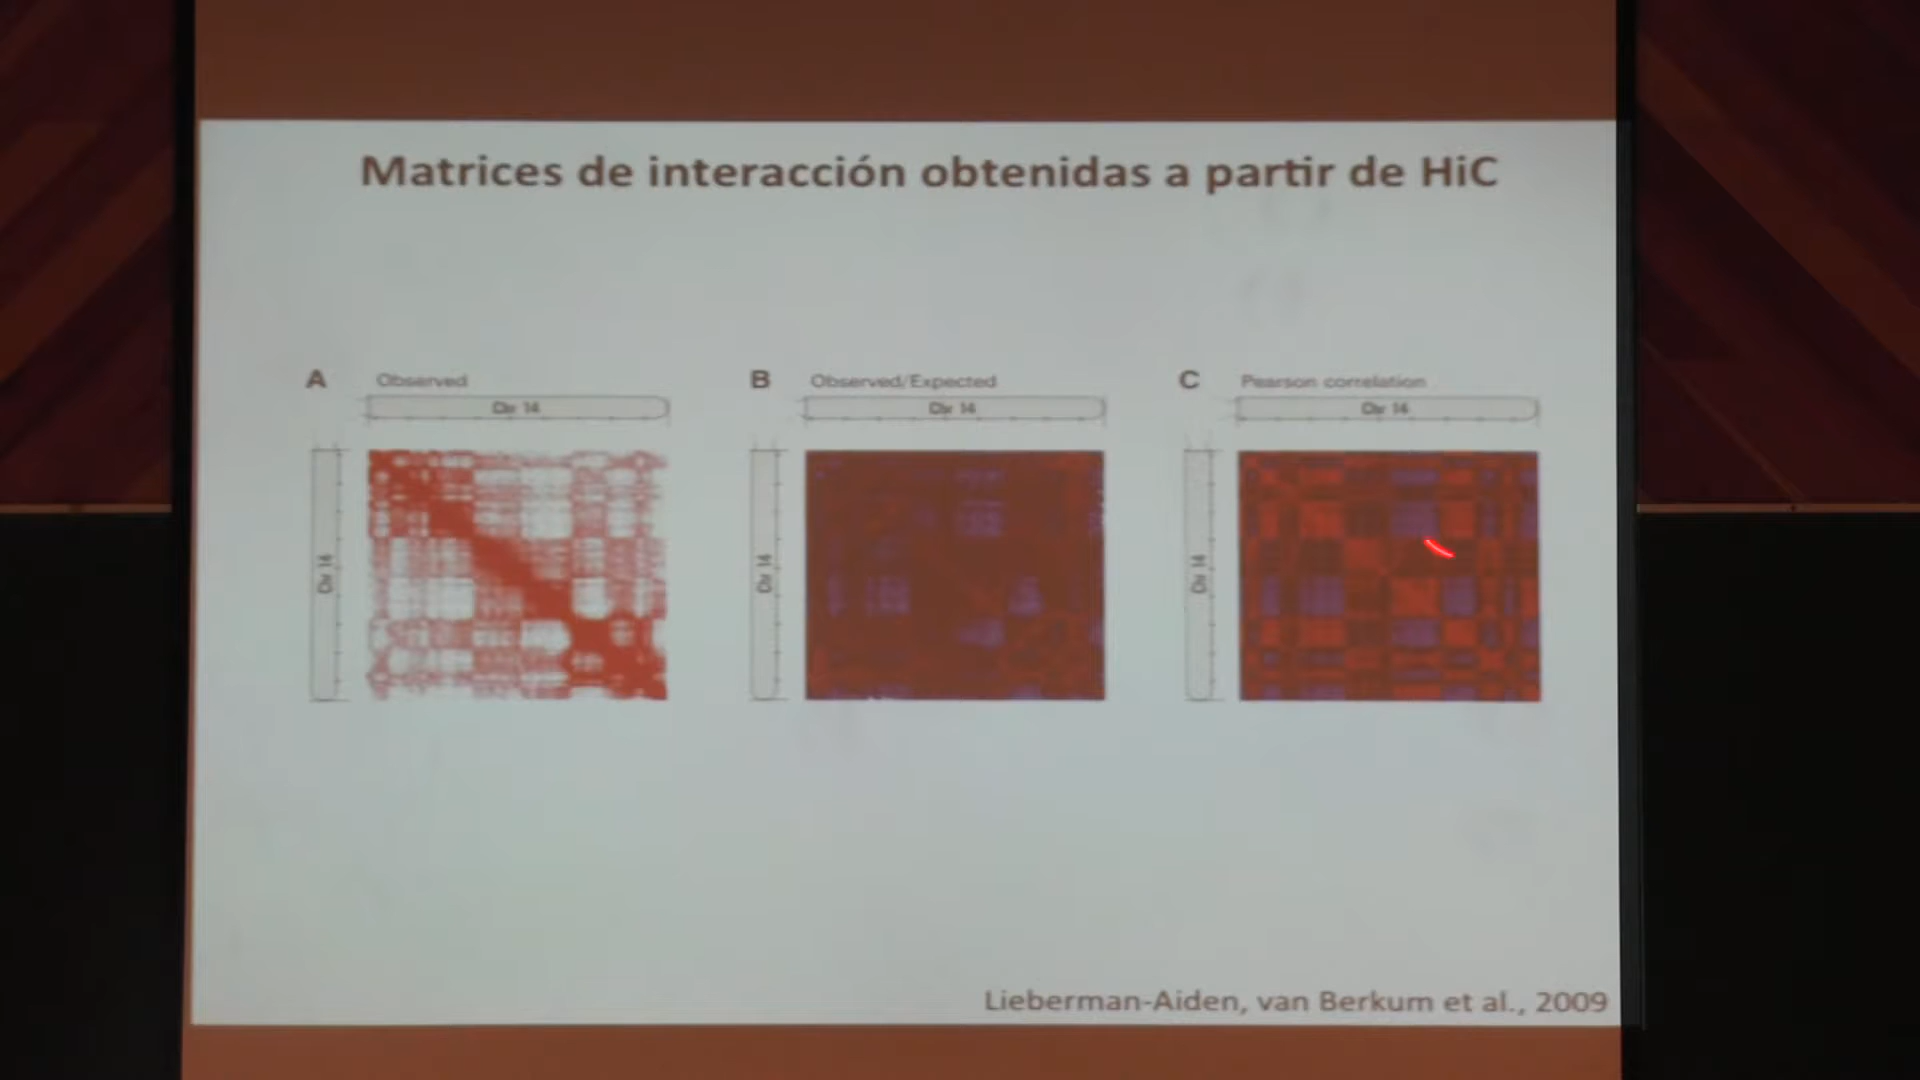 Matrices de interacción obtenidas a partir de HiC
A Observed
B Observed/Expected
C Pearson correlation
Chr 14
Chr 14
Chr 14
Chr 14
Chr 14
Chr 14
Lieberman-Aiden, van Berkum et al., 2009